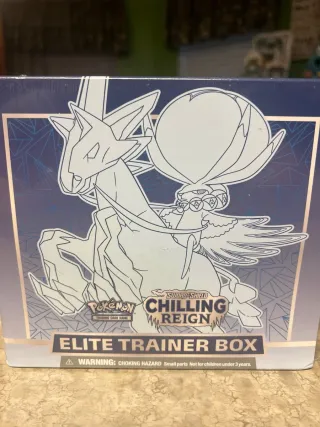 Pokémon
TRADING CARD GAME
SWORD & SHIELD
CHILLING
REIGN
ELITE TRAINER BOX
WARNING: CHOKING HAZARD Small parts Not for children under 3 years.